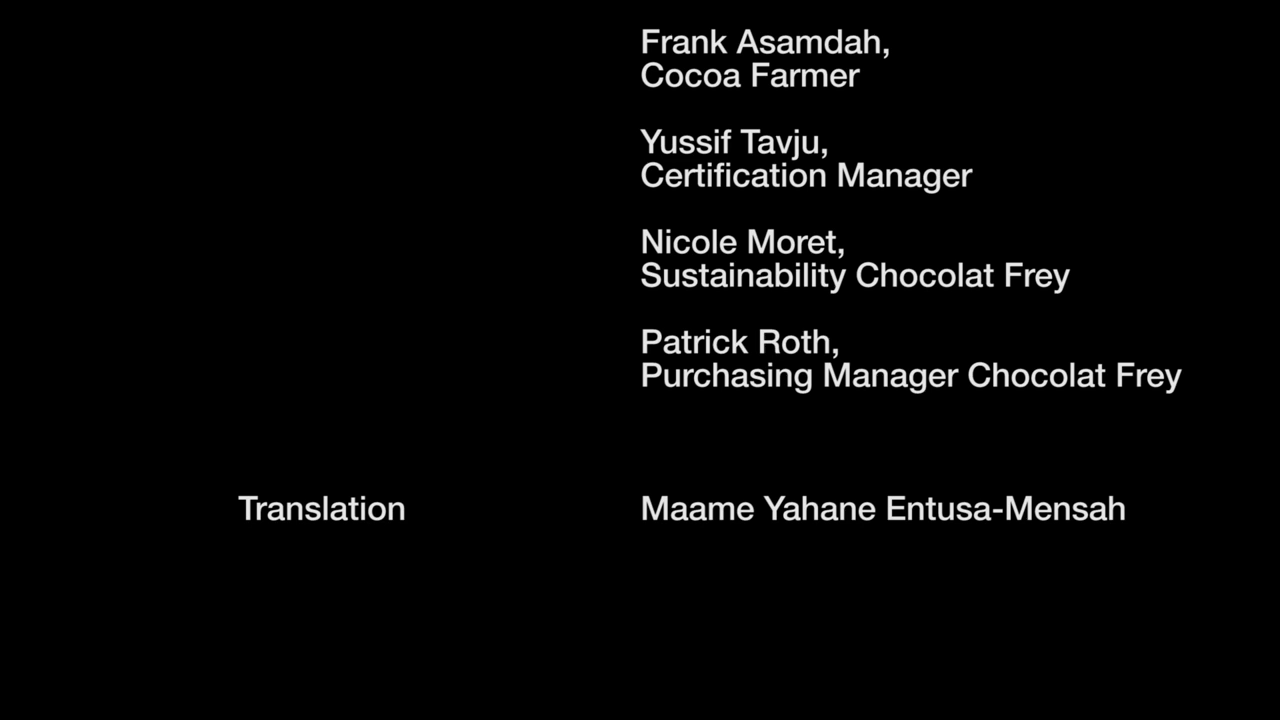 Frank Asamdah,
Cocoa Farmer
Yussif Tavju,
Certification Manager
Nicole Moret,
Sustainability Chocolat Frey
Patrick Roth,
Purchasing Manager Chocolat Frey
Translation Maame Yahane Entusa-Mensah